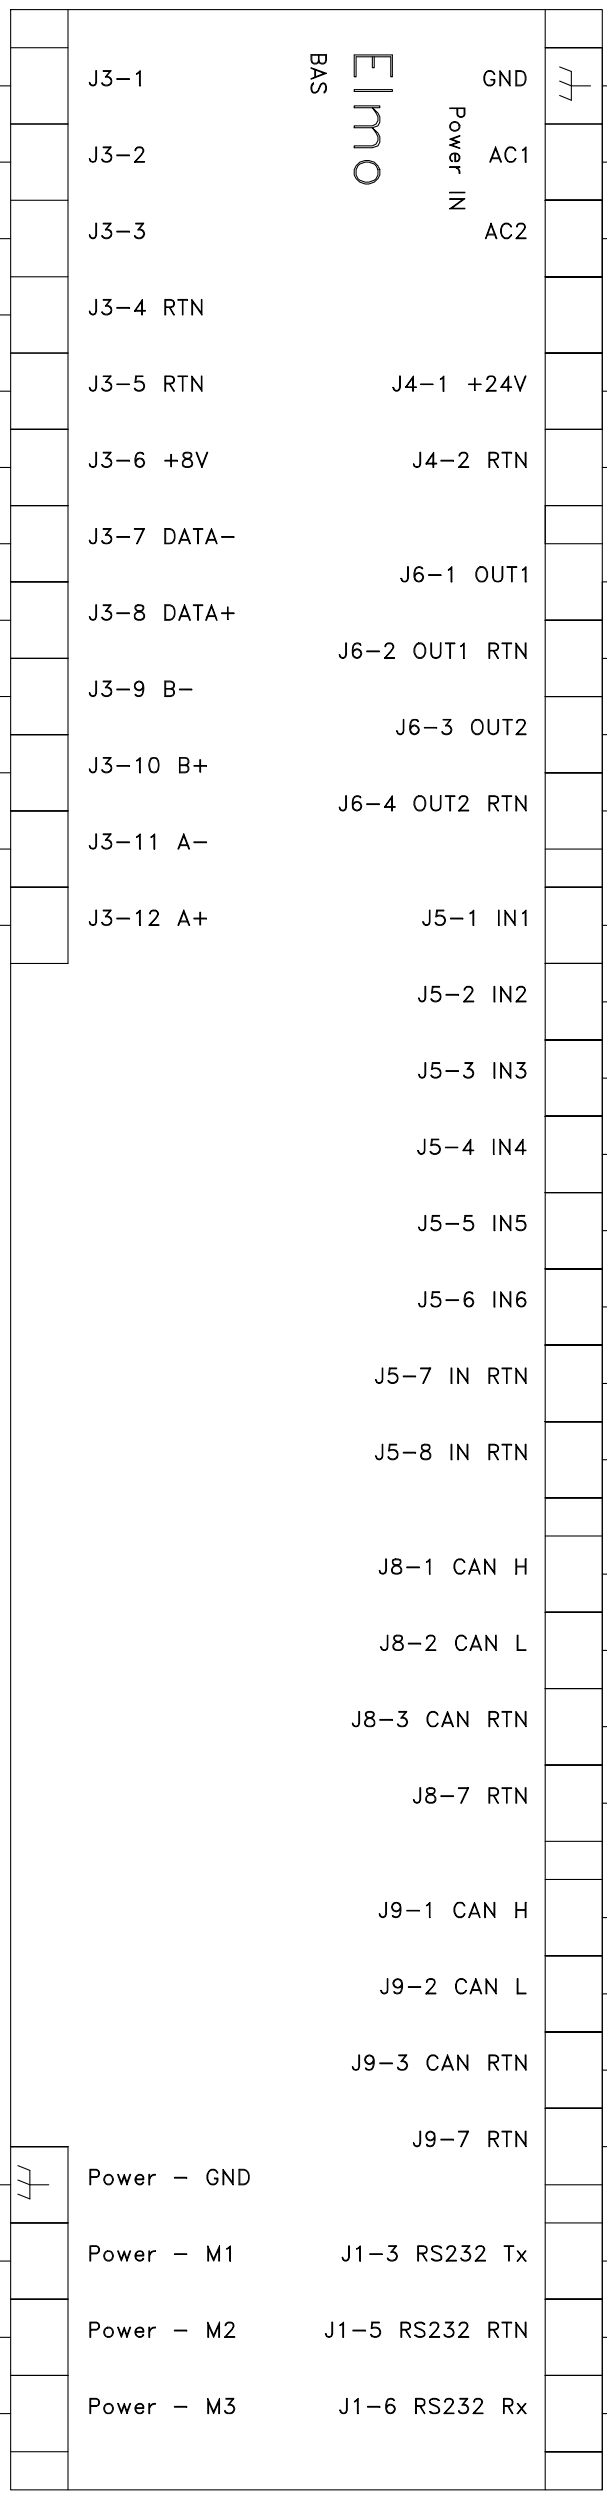 Elmo
BAS
Power IN
J3-1
J3-2
J3-3
J3-4 RTN
J3-5 RTN
J3-6 +8V
J3-7 DATA-
J3-8 DATA+
J3-9 B-
J3-10 B+
J3-11 A-
J3-12 A+
Power - GND
Power - M1
Power - M2
Power - M3
GND
AC1
AC2
J4-1 +24V
J4-2 RTN
J6-1 OUT1
J6-2 OUT1 RTN
J6-3 OUT2
J6-4 OUT2 RTN
J5-1 IN1
J5-2 IN2
J5-3 IN3
J5-4 IN4
J5-5 IN5
J5-6 IN6
J5-7 IN RTN
J5-8 IN RTN
J8-1 CAN H
J8-2 CAN L
J8-3 CAN RTN
J8-7 RTN
J9-1 CAN H
J9-2 CAN L
J9-3 CAN RTN
J9-7 RTN
J1-3 RS232 Tx
J1-5 RS232 RTN
J1-6 RS232 Rx